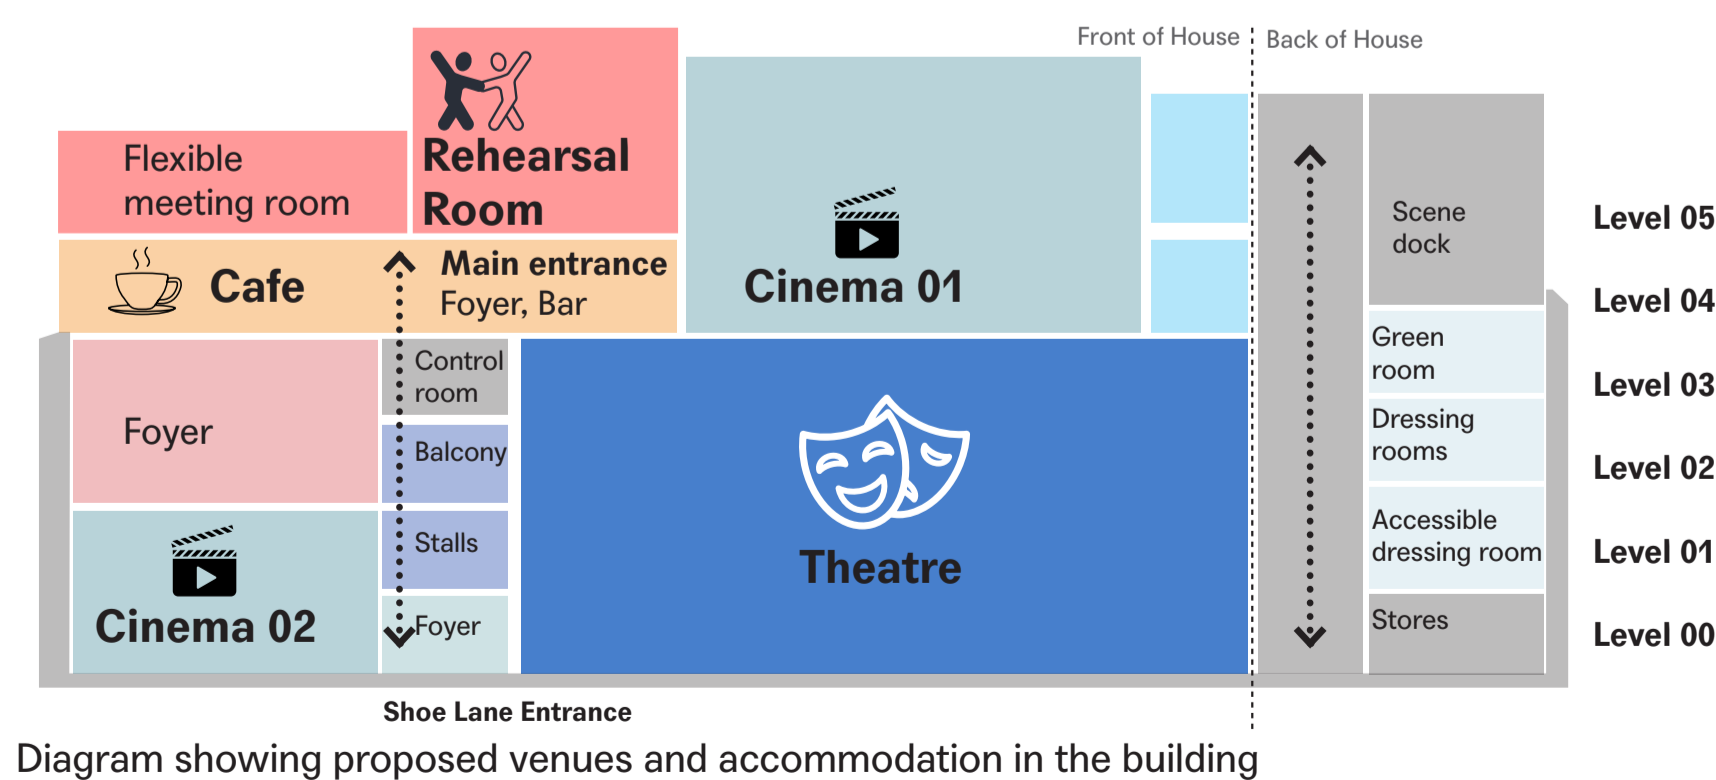 Front of House
Back of House
Flexible
meeting room
Rehearsal
Room
Cafe
Main entrance
Foyer, Bar
Cinema 01
Scene
dock
Level 05
Level 04
Foyer
Control
room
Balcony
Stalls
Foyer
Cinema 02
Theatre
Green
room
Dressing
rooms
Accessible
dressing room
Stores
Level 03
Level 02
Level 01
Level 00
Shoe Lane Entrance
Diagram showing proposed venues and accommodation in the building